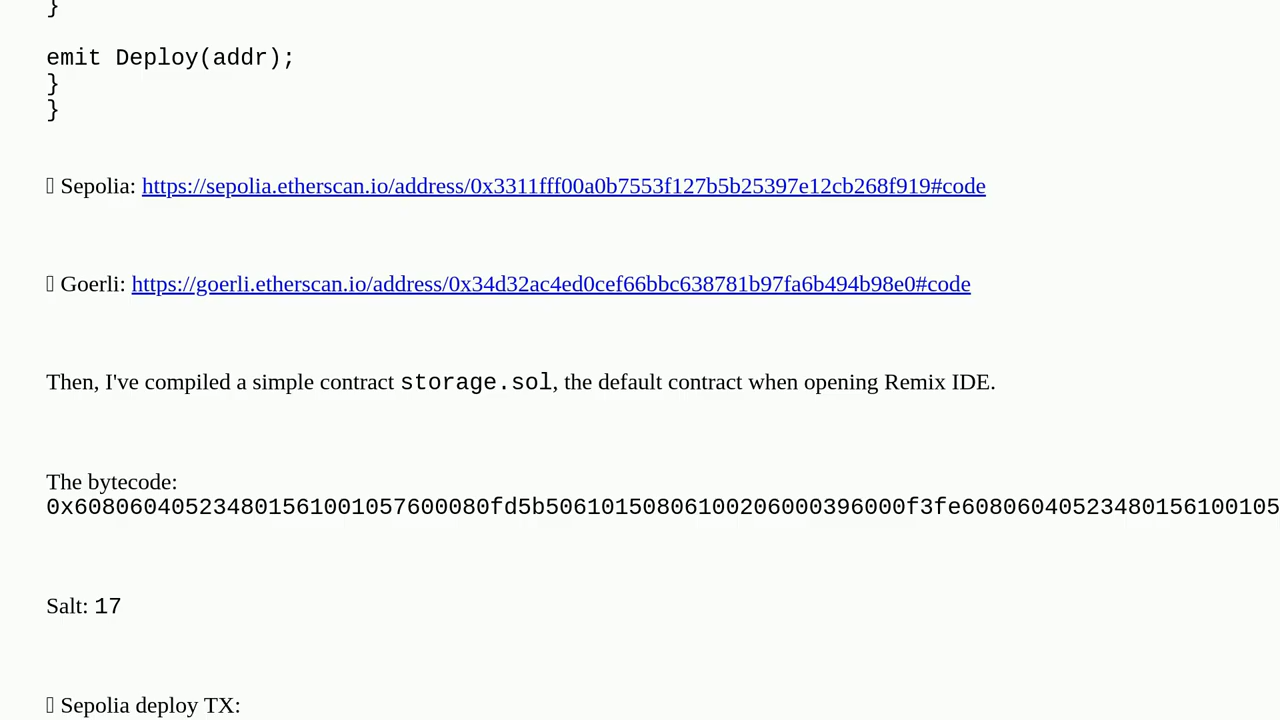 }
emit Deploy(addr);
}
}
Sepolia: https://sepolia.etherscan.io/address/0x3311fff00a0b7553f127b5b25397e12cb268f919#code
Goerli: https://goerli.etherscan.io/address/0x34d32ac4ed0cef66bbc638781b97fa6b494b98e0#code
Then, I've compiled a simple contract storage.sol, the default contract when opening Remix IDE.
The bytecode:
0x608060405234801561001057600080fd5b50610150806100206000396000f3fe60806040523480156100105
Salt: 17
Sepolia deploy TX: